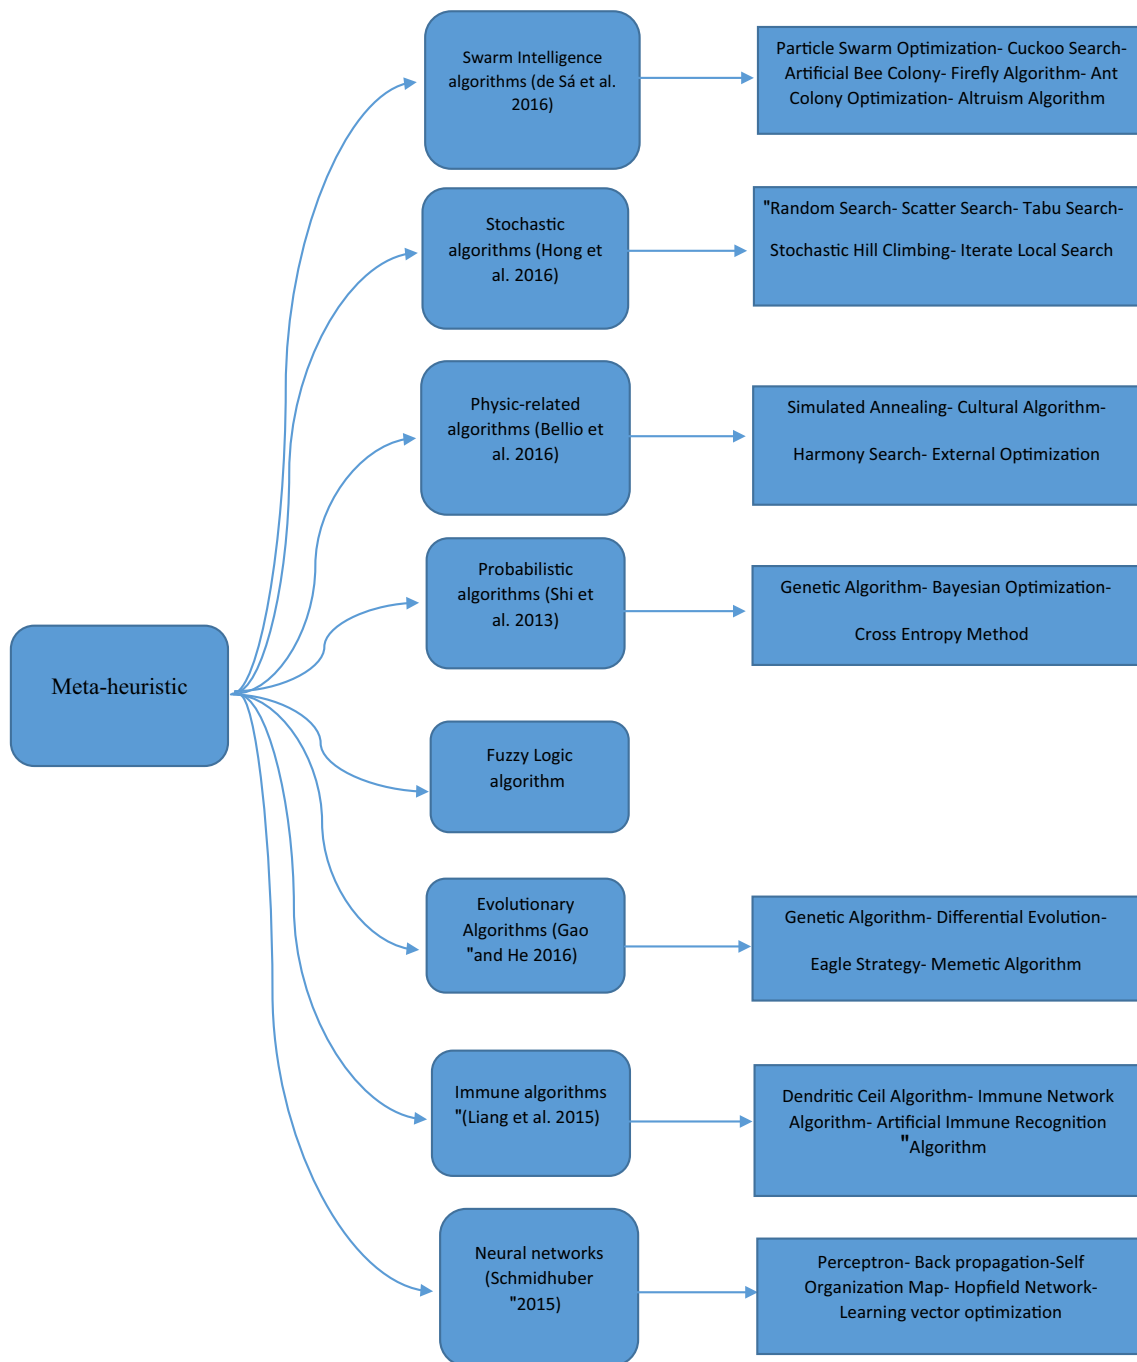 Swarm Intelligence
algorithms (de Sá et al.
2016)
Particle Swarm Optimization- Cuckoo Search-
Artificial Bee Colony- Firefly Algorithm- Ant
Colony Optimization- Altruism Algorithm
Stochastic
algorithms (Hong et
al. 2016)
"Random Search- Scatter Search- Tabu Search-
Stochastic Hill Climbing- Iterate Local Search
Physic-related
algorithms (Bellio et
al. 2016)
Simulated Annealing- Cultural Algorithm-
Harmony Search- External Optimization
Probabilistic
algorithms (Shi et
al. 2013)
Genetic Algorithm- Bayesian Optimization-
Cross Entropy Method
Meta-heuristic
Fuzzy Logic
algorithm
Evolutionary
Algorithms (Gao
"and He 2016)
Genetic Algorithm- Differential Evolution-
Eagle Strategy- Memetic Algorithm
Immune algorithms
"(Liang et al. 2015)
Dendritic Ceil Algorithm- Immune Network
Algorithm- Artificial Immune Recognition
"Algorithm
Neural networks
(Schmidhuber
"2015)
Perceptron- Back propagation-Self
Organization Map- Hopfield Network-
Learning vector optimization